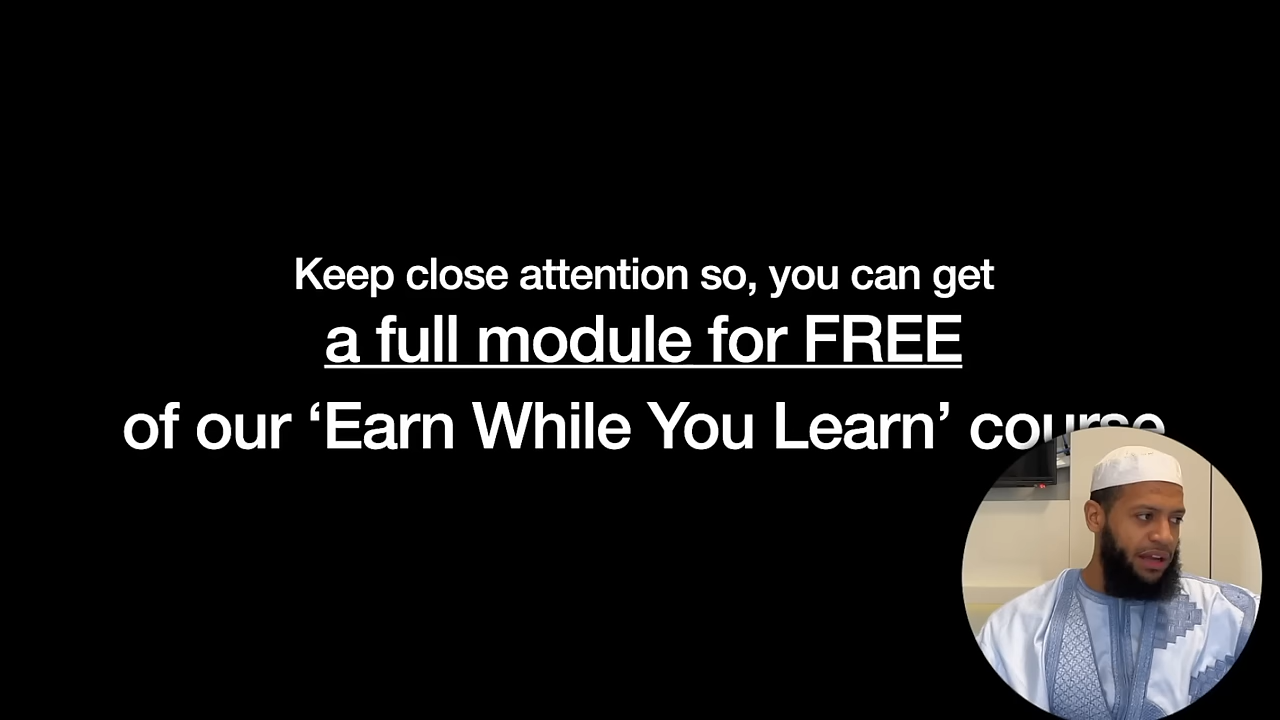 Keep close attention so, you can get
a full module for FREE
of our ‘Earn While You Learn’ course